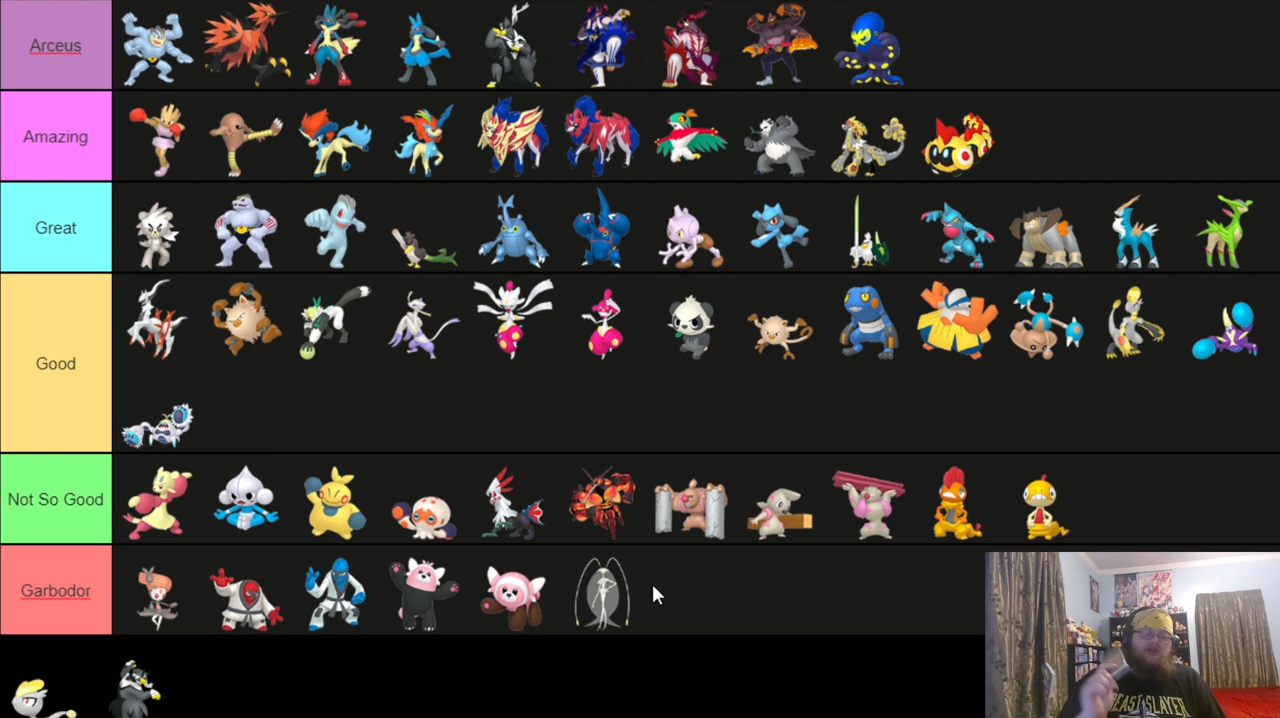 Arceus
Amazing
Great
Good
Not So Good
Garbodor
BEAST SLAYER